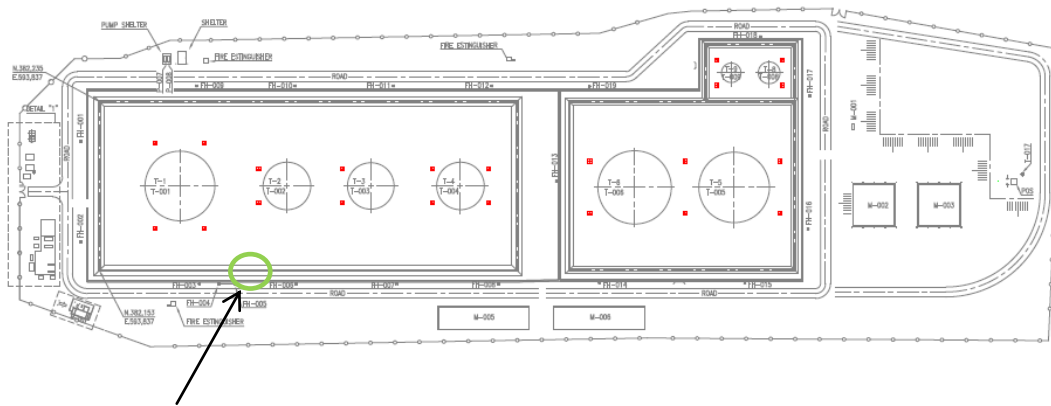 PUMP SHELTER
SHELTER
FIRE ESTINGUISHER
FIRE ESTINGUISHER
ROAD
FH-018
N.382,235
E.593,837
ROAD
FH-009
FH-010
FH-011
FH-012
FH-019
FH-017
DETAIL "1"
FH-001
ROAD
M-001
T-017
T-1
T-001
T-2
T-002
T-3
T-003
T-4
T-004
FH-013
T-6
T-006
T-5
T-005
POS
M-002
M-003
FH-002
FH-016
FH-003
FH-004
FH-005
FH-006
FH-007
FH-008
FH-014
FH-015
ROAD
ROAD
N.382,153
E.593,837
FIRE ESTINGUISHER
M-005
M-006